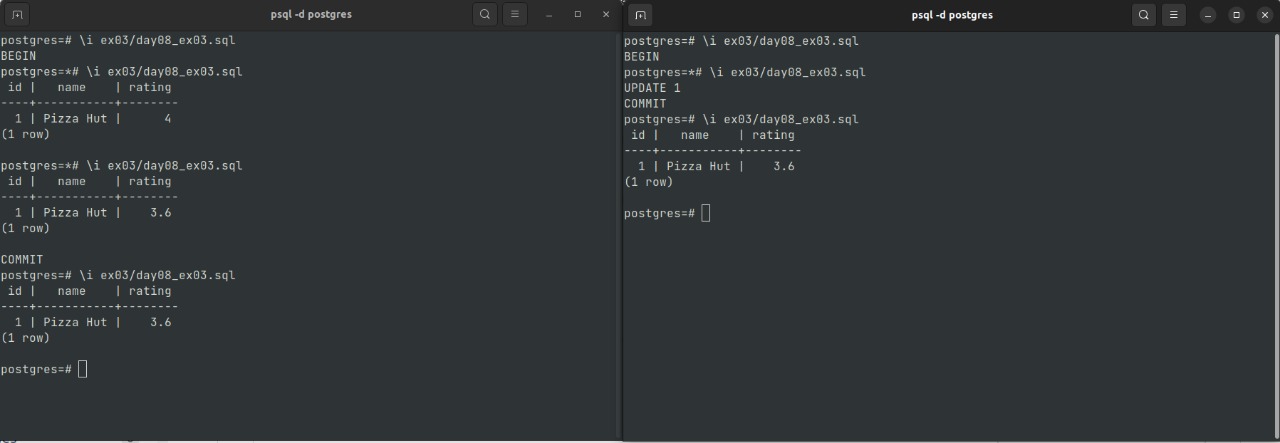 psql -d postgres
postgres=# \i ex03/day08_ex03.sql
BEGIN
postgres=*# \i ex03/day08_ex03.sql
 id |   name    | rating
----+-----------+--------
  1 | Pizza Hut |      4
(1 row)
postgres=*# \i ex03/day08_ex03.sql
 id |   name    | rating
----+-----------+--------
  1 | Pizza Hut |    3.6
(1 row)
COMMIT
postgres=# \i ex03/day08_ex03.sql
 id |   name    | rating
----+-----------+--------
  1 | Pizza Hut |    3.6
(1 row)
postgres=#
psql -d postgres
postgres=# \i ex03/day08_ex03.sql
BEGIN
postgres=*# \i ex03/day08_ex03.sql
UPDATE 1
COMMIT
postgres=# \i ex03/day08_ex03.sql
 id |   name    | rating
----+-----------+--------
  1 | Pizza Hut |    3.6
(1 row)
postgres=#